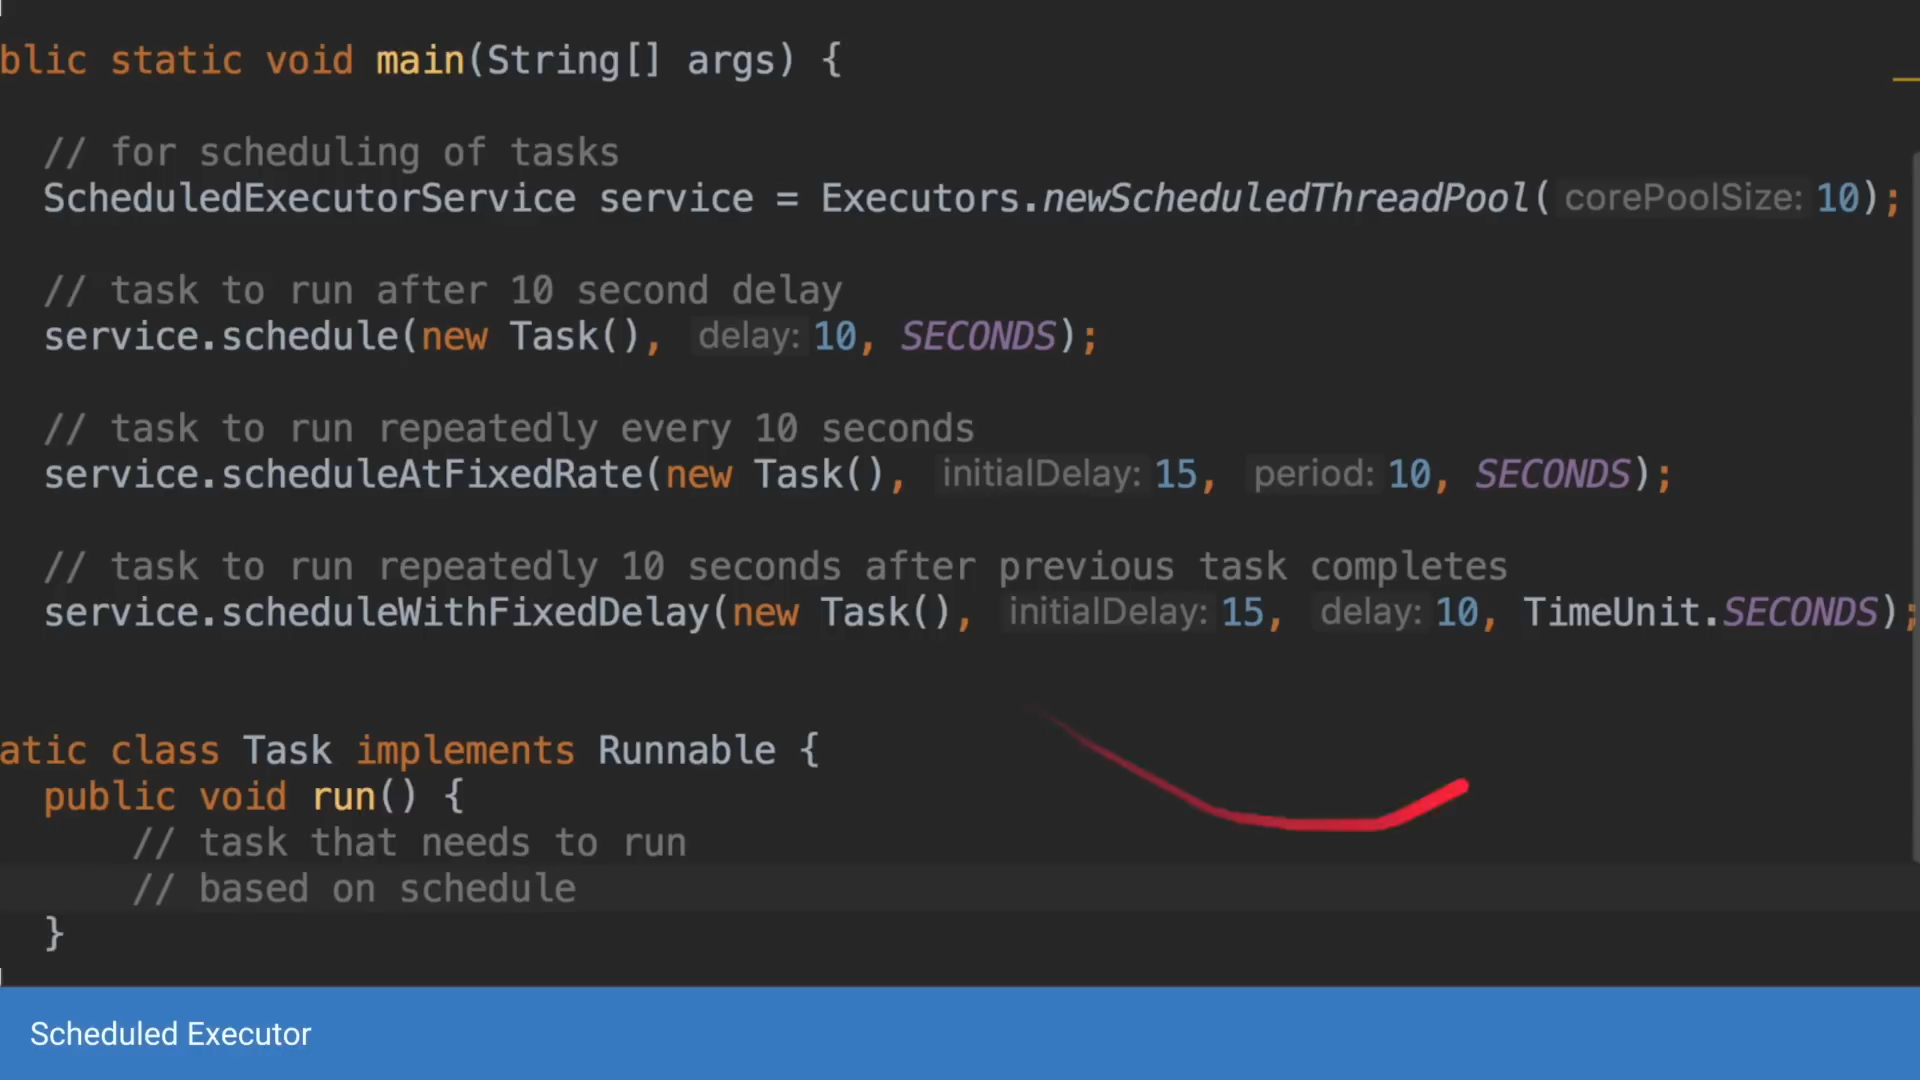 blic static void main(String[] args) {
// for scheduling of tasks
ScheduledExecutorService service = Executors.newScheduledThreadPool( corePoolSize: 10);
// task to run after 10 second delay
service.schedule(new Task(), delay: 10, SECONDS);
// task to run repeatedly every 10 seconds
service.scheduleAtFixedRate(new Task(), initialDelay: 15, period: 10, SECONDS);
// task to run repeatedly 10 seconds after previous task completes
service.scheduleWithFixedDelay(new Task(), initialDelay: 15, delay: 10, TimeUnit.SECONDS);
atic class Task implements Runnable {
public void run() {
// task that needs to run
// based on schedule
}
Scheduled Executor